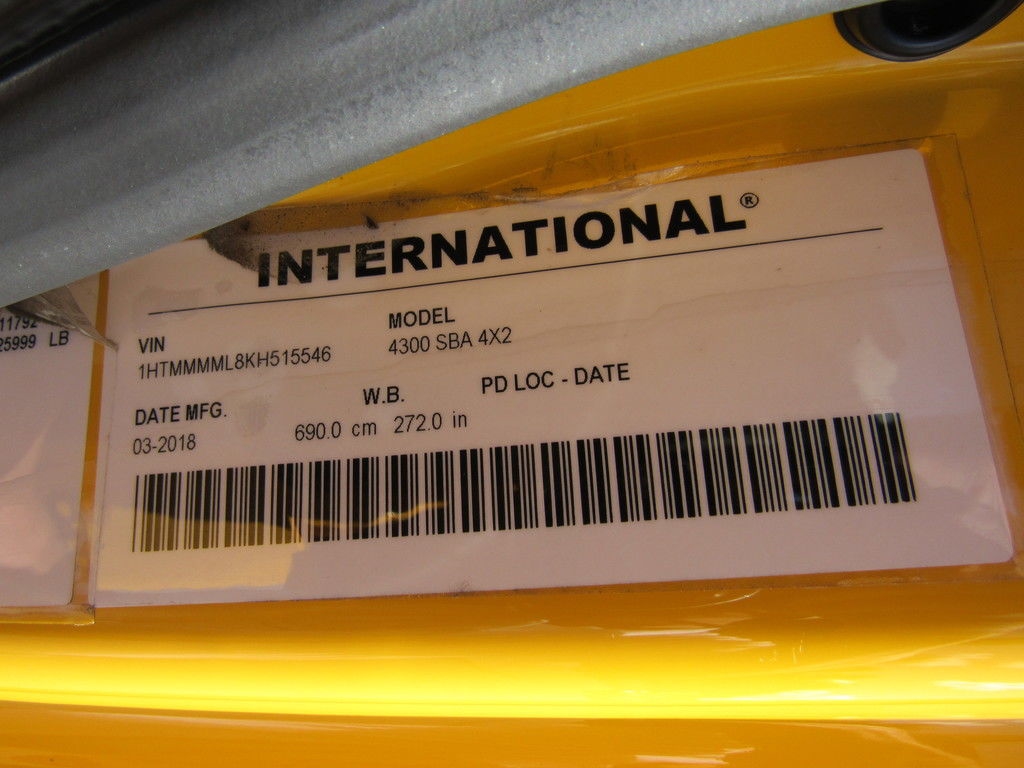 INTERNATIONAL®
VIN
1HTMMMML8KH515546
MODEL
4300 SBA 4X2
DATE MFG.
03-2018
W.B.
690.0 cm 272.0 in
PD LOC - DATE
25999 LB